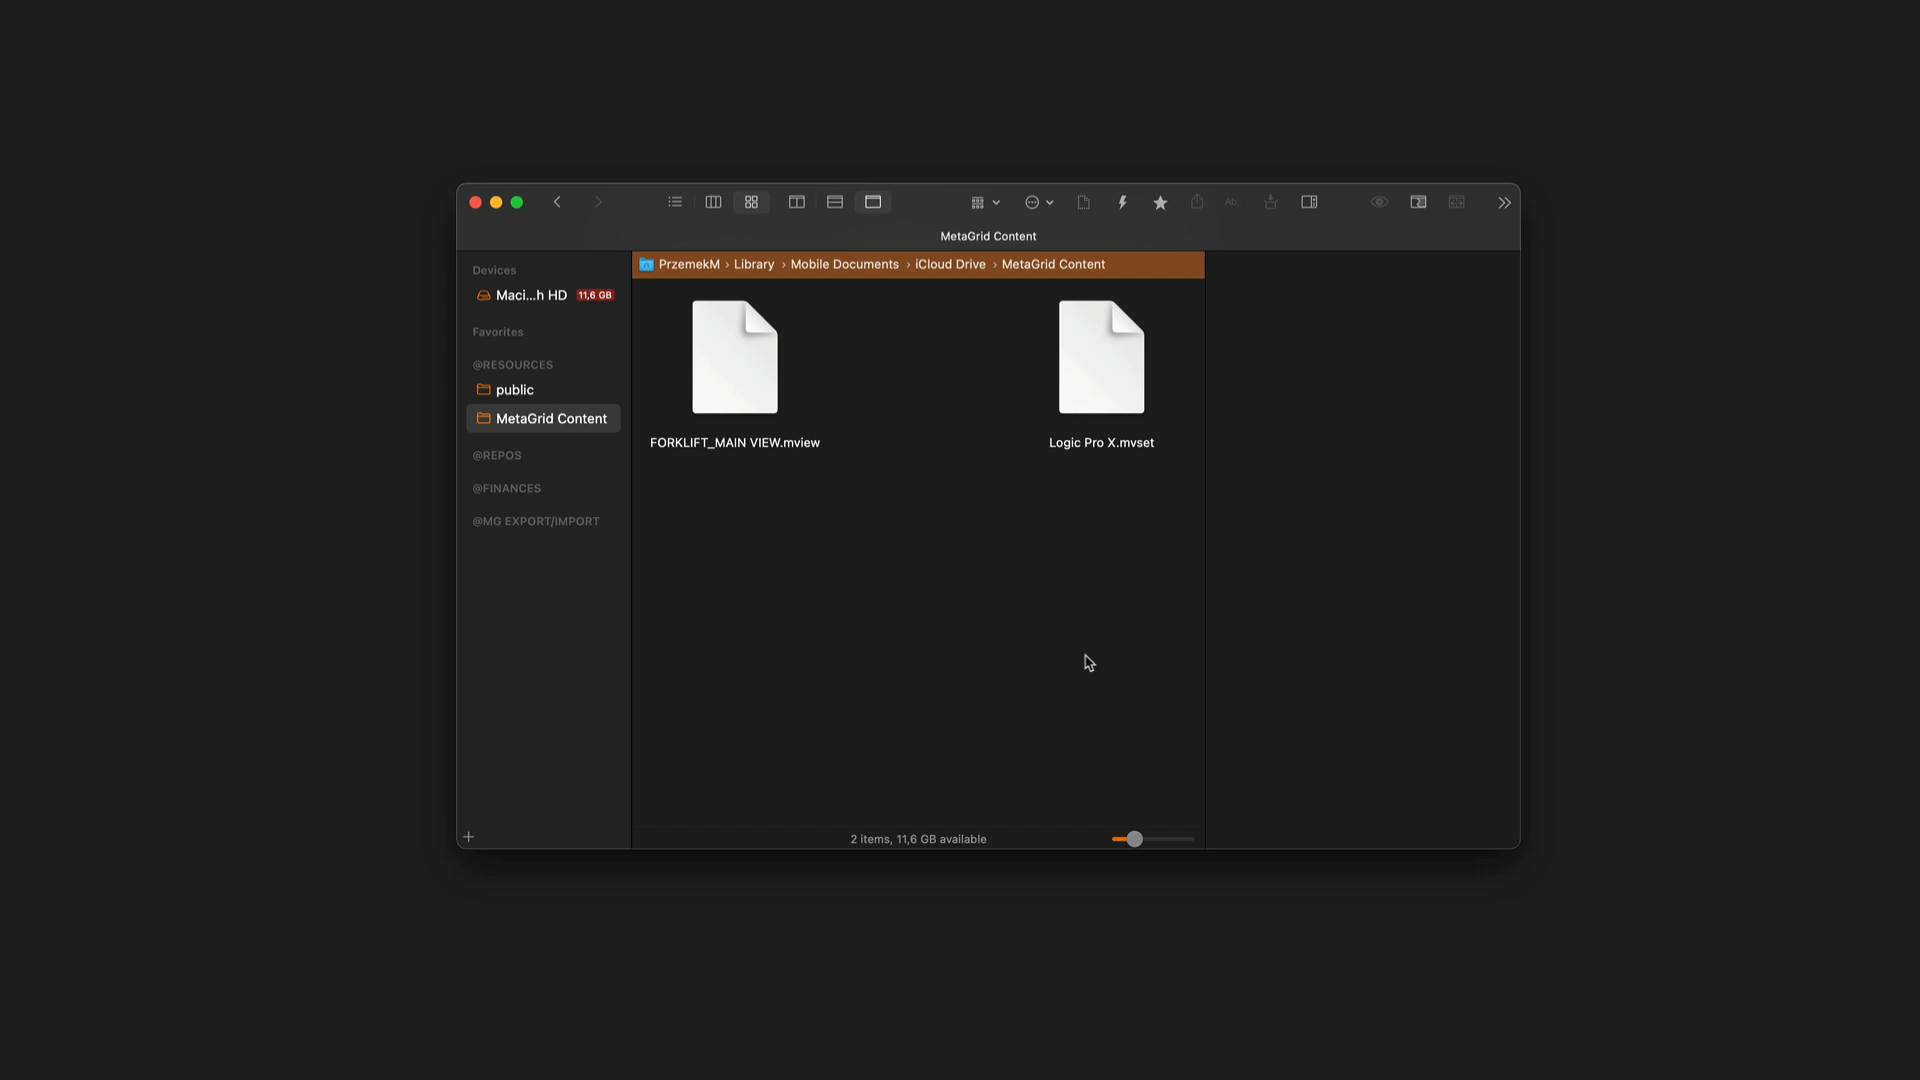 MetaGrid Content
Devices
Maci...h HD 11,6 GB
Favorites
@RESOURCES
public
MetaGrid Content
@REPOS
@FINANCES
@MG EXPORT/IMPORT
PrzemekM › Library › Mobile Documents › iCloud Drive › MetaGrid Content
FORKLIFT_MAIN VIEW.mview
Logic Pro X.mvset
2 items, 11,6 GB available
Ab